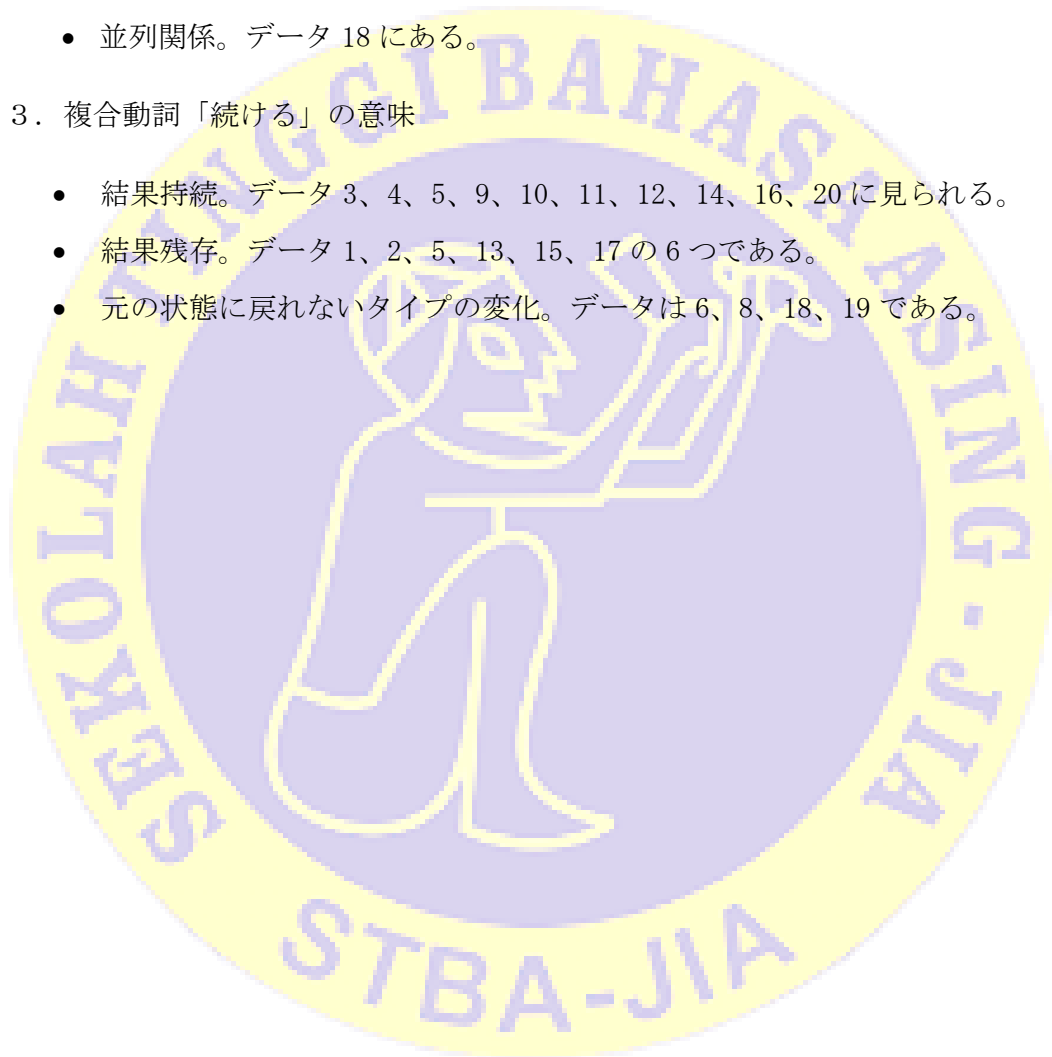 • 並列関係。データ 18 にある。
３．複合動詞「続ける」の意味
• 結果持続。データ 3、4、5、9、10、11、12、14、16、20 に見られる。
• 結果残存。データ 1、2、5、13、15、17 の 6 つである。
• 元の状態に戻れないタイプの変化。データは 6、8、18、19 である。
SEKOLAH TINGGI BAHASA ASING - JIA
STBA-JIA